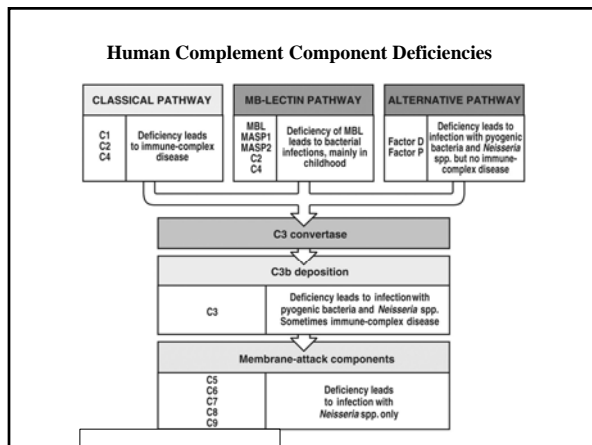 Human Complement Component Deficiencies
CLASSICAL PATHWAY
C1
C2
C4
Deficiency leads
to immune-complex
disease
MB-LECTIN PATHWAY
MBL
MASP1
MASP2
C2
C4
Deficiency of MBL
leads to bacterial
infections, mainly in
childhood
ALTERNATIVE PATHWAY
Factor D
Factor P
Deficiency leads to
infection with pyogenic
bacteria and Neisseria
spp. but no immune-
complex disease
C3 convertase
C3b deposition
C3
Deficiency leads to infection with
pyogenic bacteria and Neisseria spp.
Sometimes immune-complex disease
Membrane-attack components
C5
C6
C7
C8
C9
Deficiency leads
to infection with
Neisseria spp. only